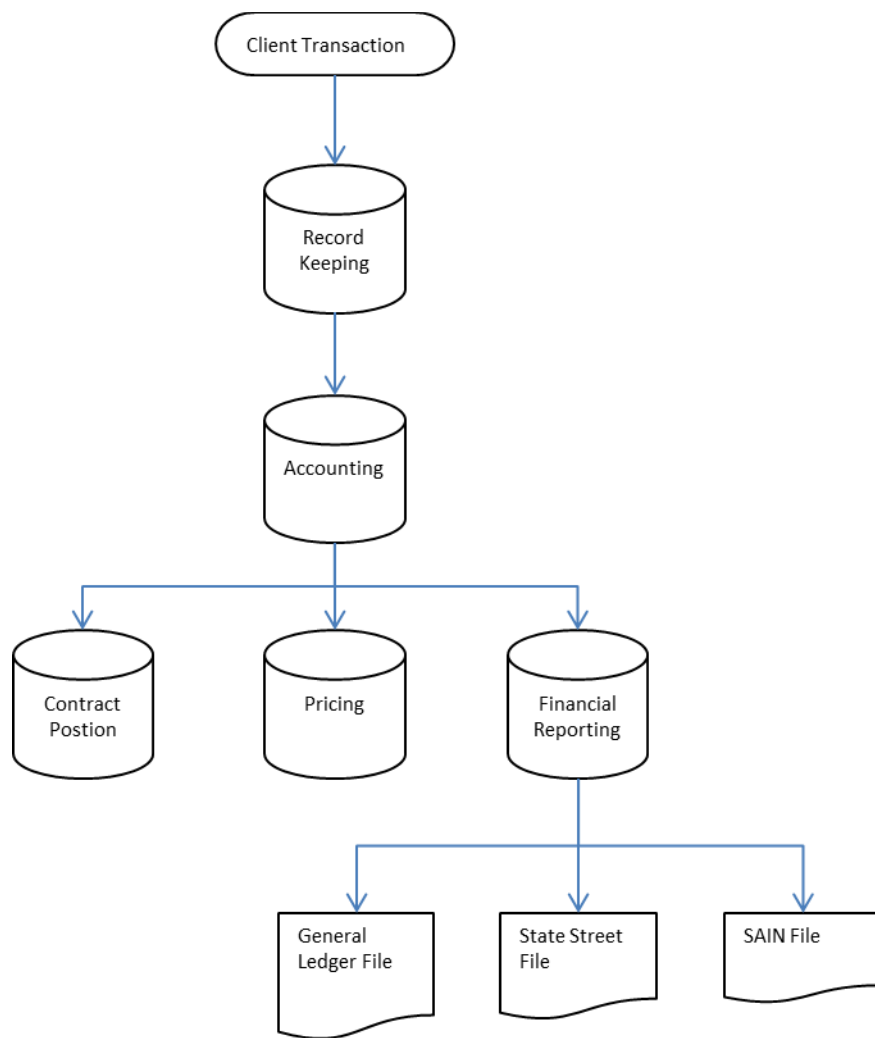 Client Transaction
Record
Keeping
Accounting
Contract
Postion
Pricing
Financial
Reporting
General
Ledger File
State Street
File
SAIN File